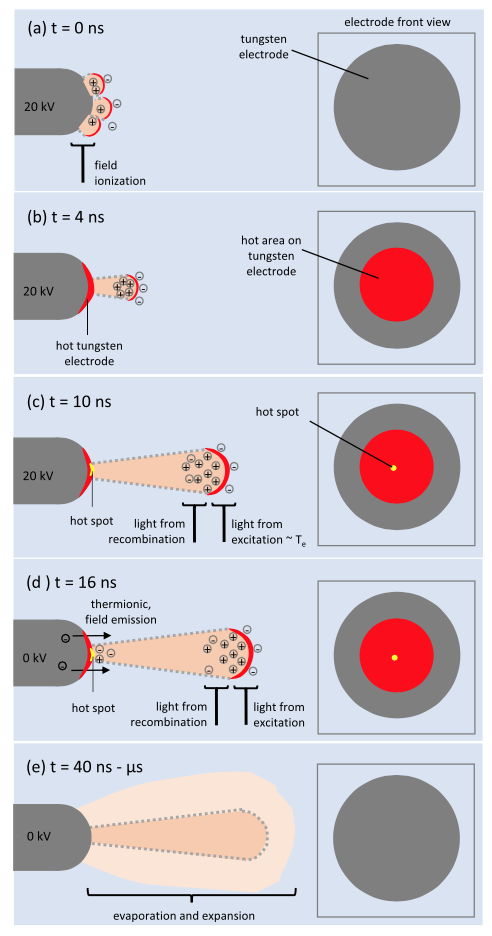 electrode front view
(a) t = 0 ns
tungsten
electrode
20 kV
field
ionization
(b) t = 4 ns
hot area on
tungsten
electrode
20 kV
hot tungsten
electrode
(c) t = 10 ns
hot spot
20 kV
hot spot
light from
recombination
light from
excitation ~ Te
(d ) t = 16 ns
thermionic,
field emission
0 kV
hot spot
light from
recombination
light from
excitation
(e) t = 40 ns - μs
0 kV
evaporation and expansion